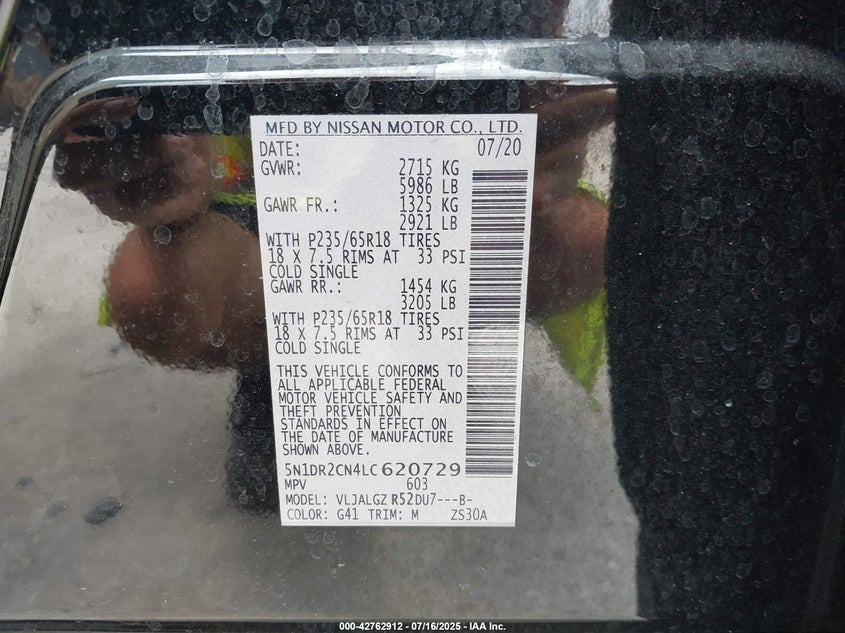 MFD BY NISSAN MOTOR CO., LTD.
DATE: 07/20
GVWR: 2715 KG
5986 LB
GAWR FR.: 1325 KG
2921 LB
WITH P235/65R18 TIRES
18 X 7.5 RIMS AT 33 PSI
COLD SINGLE
GAWR RR.: 1454 KG
3205 LB
WITH P235/65R18 TIRES
18 X 7.5 RIMS AT 33 PSI
COLD SINGLE
THIS VEHICLE CONFORMS TO
ALL APPLICABLE FEDERAL
MOTOR VEHICLE SAFETY AND
THEFT PREVENTION
STANDARDS IN EFFECT ON
THE DATE OF MANUFACTURE
SHOWN ABOVE.
5N1DR2CN4LC620729
MPV 603
MODEL: VLJALGZ R52DU7---B-
COLOR: G41 TRIM: M ZS30A
000-42762912 - 07/16/2025 - IAA Inc.